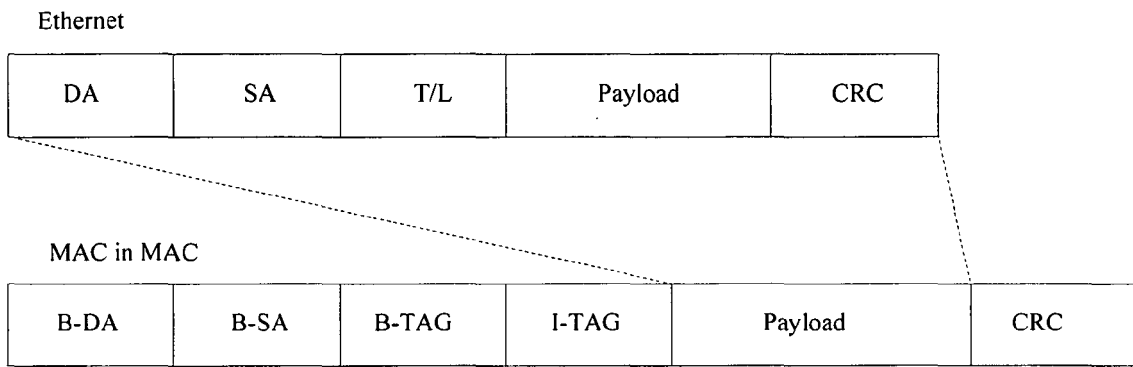 Ethernet
DA SA T/L Payload CRC
MAC in MAC
B-DA B-SA B-TAG I-TAG Payload CRC